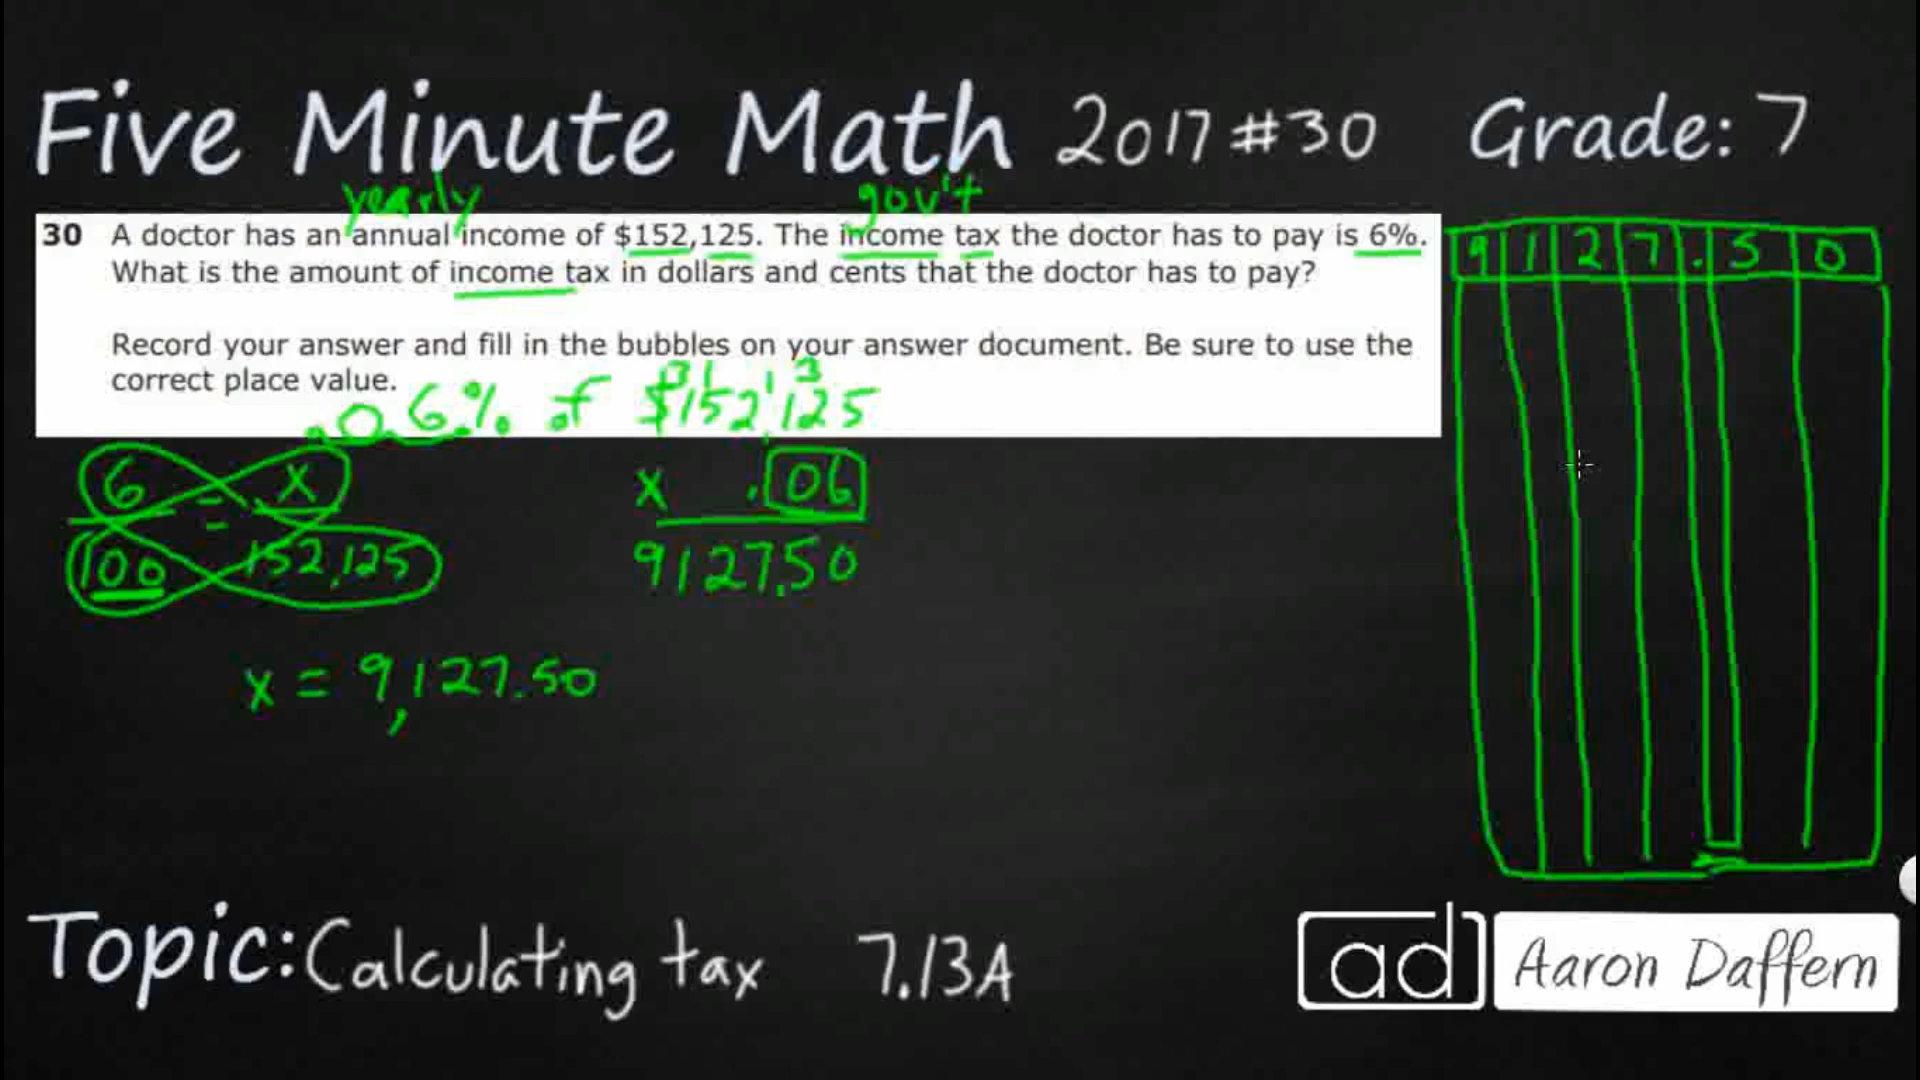 Five Minute Math 2017 #30 Grade: 7
yearly gov't
30 A doctor has an annual income of $152,125. The income tax the doctor has to pay is 6%.
What is the amount of income tax in dollars and cents that the doctor has to pay?
9 1 2 7 . 5 0
Record your answer and fill in the bubbles on your answer document. Be sure to use the
correct place value.
3 1 1 3
.06.% of $152,125
6 = x
100 152,125
x .06
9127.50
x = 9,127.50
Topic: Calculating tax 7.13A
ad Aaron Daffern